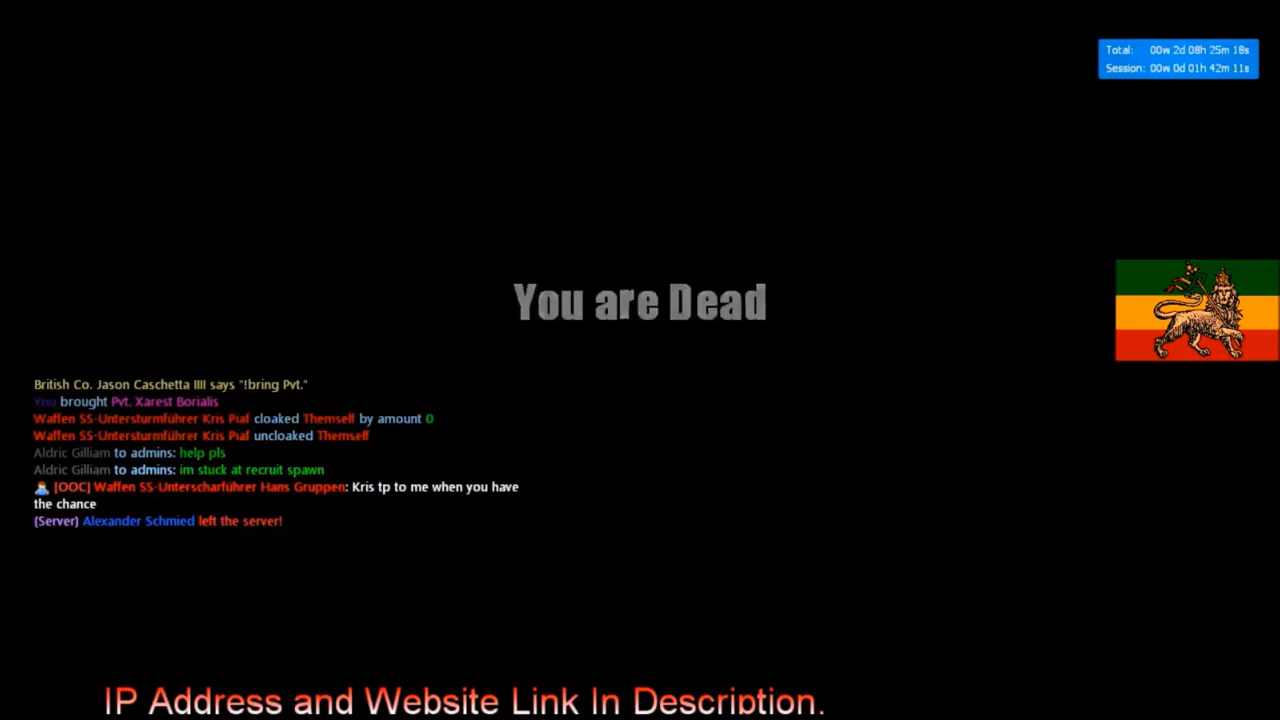 Total: 00w 2d 08h 25m 18s
Session: 00w 0d 01h 42m 11s
You are Dead
British Co. Jason Caschetta IIII says "!bring Pvt."
You brought Pvt. Xarest Borialis
Waffen SS-Untersturmführer Kris Piaf cloaked Themself by amount 0
Waffen SS-Untersturmführer Kris Piaf uncloaked Themself
Aldric Gilliam to admins: help pls
Aldric Gilliam to admins: im stuck at recruit spawn
[OOC] Waffen SS-Unterscharführer Hans Gruppen: Kris tp to me when you have
the chance
(Server) Alexander Schmied left the server!
IP Address and Website Link In Description.